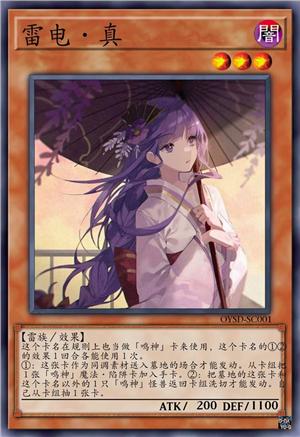 雷电·真
闇
OYSD-SC001
【雷族／效果】
这个卡名在规则上也当做「鸣神」卡来使用，这个卡名的①②
的效果1回合各能使用1次。
①：这张卡作为同调素材送入墓地的场合才能发动。从卡组把
1张「鸣神」魔法·陷阱卡加入手卡。②：把墓地的这张卡和
这个卡名以外的1只「鸣神」怪兽返回卡组洗切才能发动。自
己从卡组抽1张卡。
ATK/ 200 DEF/1100